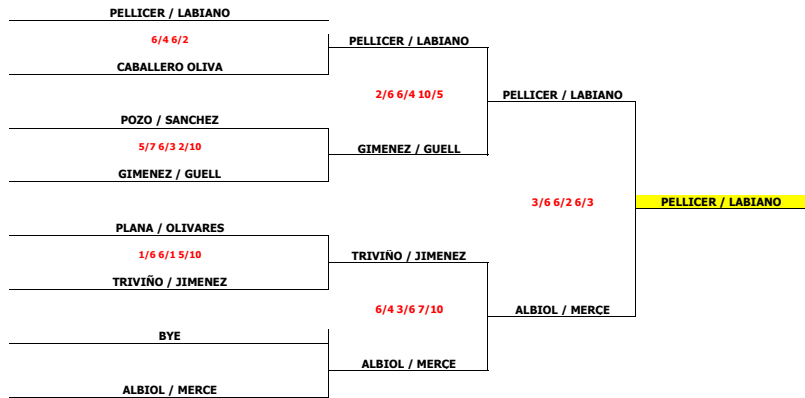 PELLICER / LABIANO
6/4 6/2
CABALLERO OLIVA
PELLICER / LABIANO
2/6 6/4 10/5
PELLICER / LABIANO
POZO / SANCHEZ
5/7 6/3 2/10
GIMENEZ / GUELL
GIMENEZ / GUELL
3/6 6/2 6/3
PELLICER / LABIANO
PLANA / OLIVARES
1/6 6/1 5/10
TRIVIÑO / JIMENEZ
TRIVIÑO / JIMENEZ
6/4 3/6 7/10
ALBIOL / MERÇE
BYE
ALBIOL / MERÇE
ALBIOL / MERCE